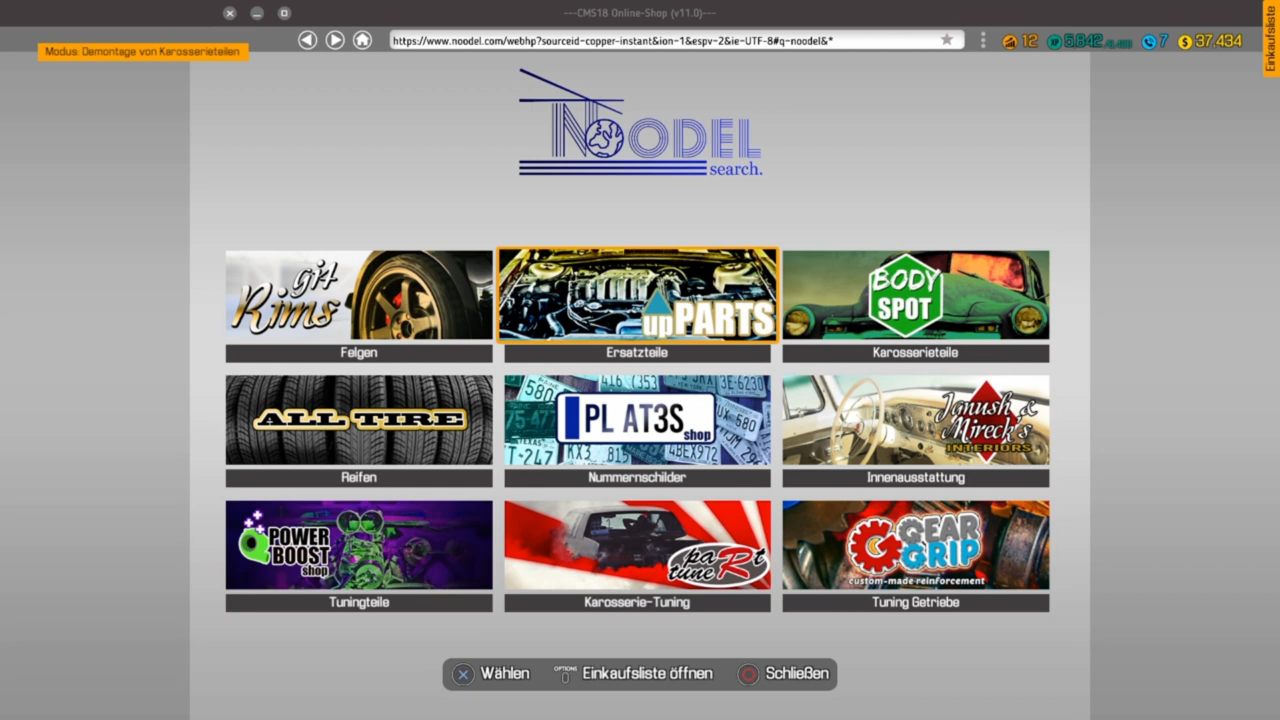 ---CMS18 Online-Shop (v11.0)---
https://www.noodel.com/webhp?sourceid-copper-instant&ion-1&espv-2&ie-UTF-8#q-noodel&*
12
5,842
7
37,434
Einkaufsliste
Modus: Demontage von Karosserieteilen
NOODEL
search.
gi4 Rims
up PARTS
BODY SPOT
Felgen
Ersatzteile
Karosserieteile
ALL TIRE
PL AT3S shop
Janush & Mireck's INTERIORS
Reifen
Nummernschilder
Innenausstattung
POWER BOOST shop
paRt tuneR
GEAR GRIP
custom-made reinforcement
Tuningteile
Karosserie-Tuning
Tuning Getriebe
Wählen
OPTIONS
Einkaufsliste öffnen
Schließen